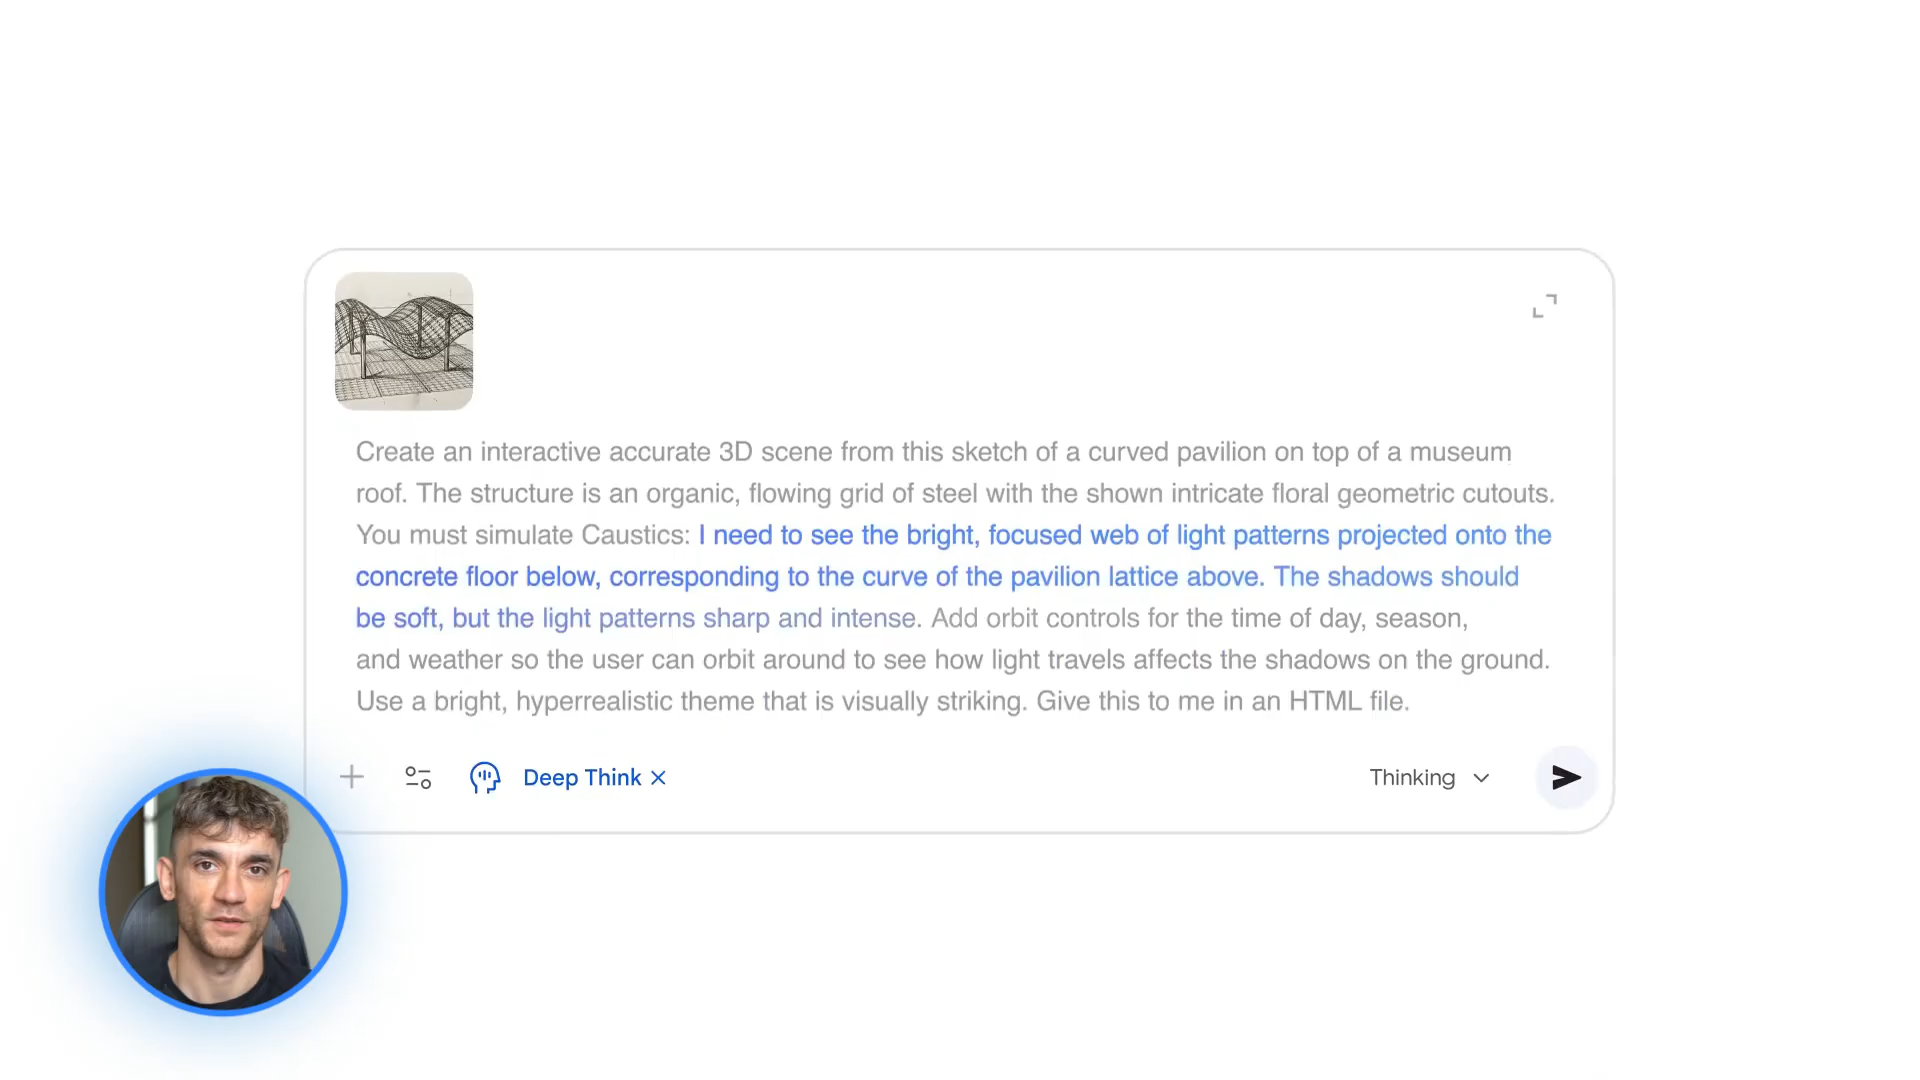 Create an interactive accurate 3D scene from this sketch of a curved pavilion on top of a museum
roof. The structure is an organic, flowing grid of steel with the shown intricate floral geometric cutouts.
You must simulate Caustics: I need to see the bright, focused web of light patterns projected onto the
concrete floor below, corresponding to the curve of the pavilion lattice above. The shadows should
be soft, but the light patterns sharp and intense. Add orbit controls for the time of day, season,
and weather so the user can orbit around to see how light travels affects the shadows on the ground.
Use a bright, hyperrealistic theme that is visually striking. Give this to me in an HTML file.
Deep Think
Thinking